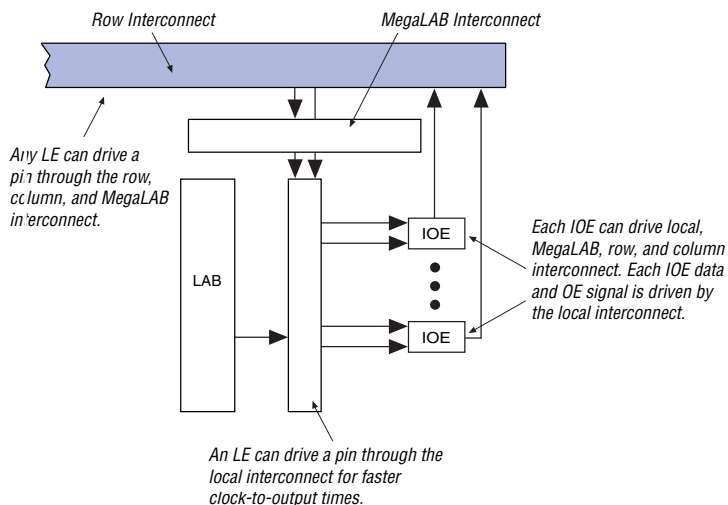 Row Interconnect
MegaLAB Interconnect
Any LE can drive a
pin through the row,
column, and MegaLAB
interconnect.
LAB
IOE
IOE
Each IOE can drive local,
MegaLAB, row, and column
interconnect. Each IOE data
and OE signal is driven by
the local interconnect.
An LE can drive a pin through the
local interconnect for faster
clock-to-output times.